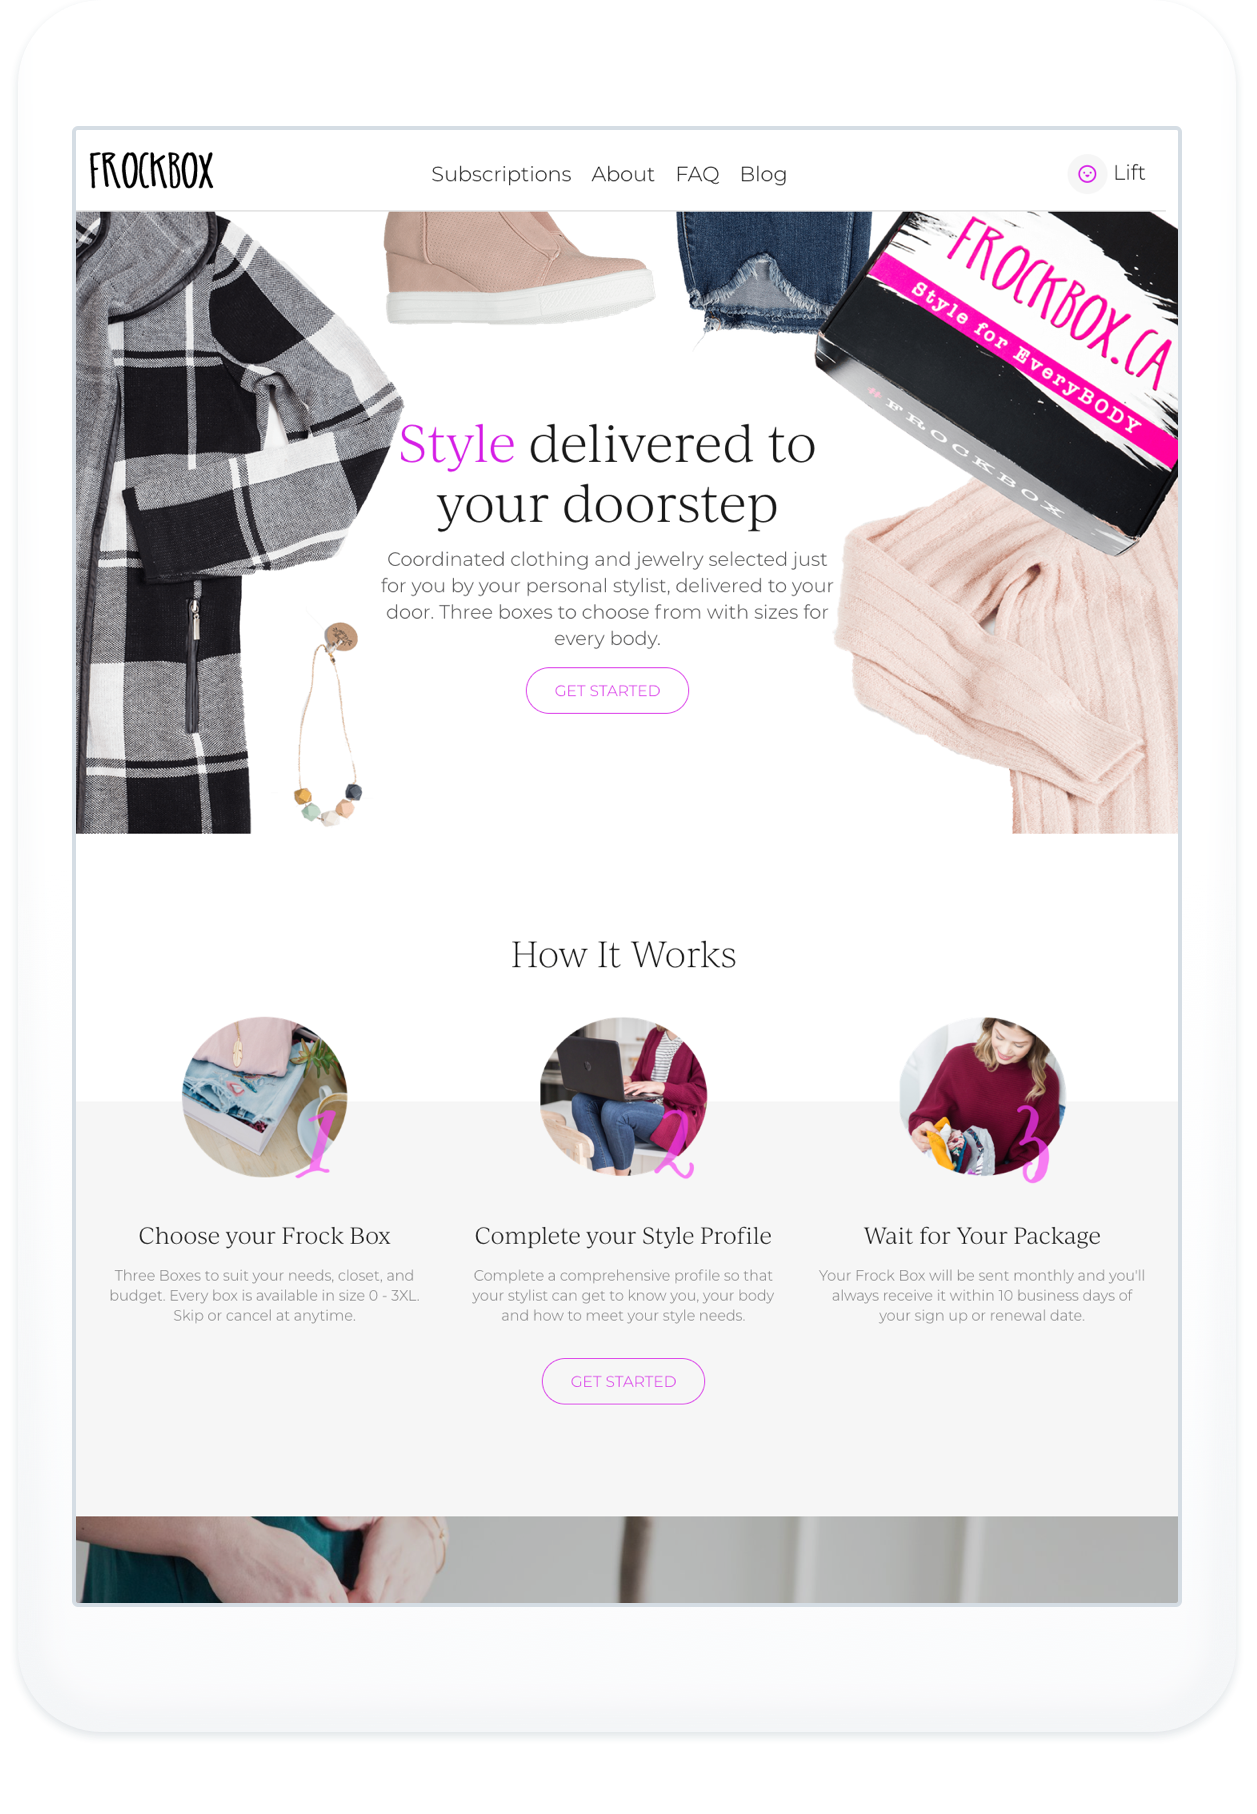 FROCKBOX
Subscriptions About FAQ Blog
Lift
FROCKBOX.CA
Style for EveryBODY
#FROCKBOX
Style delivered to
your doorstep
Coordinated clothing and jewelry selected just
for you by your personal stylist, delivered to your
door. Three boxes to choose from with sizes for
every body.
GET STARTED
How It Works
1
2
3
Choose your Frock Box
Three Boxes to suit your needs, closet, and
budget. Every box is available in size 0 - 3XL.
Skip or cancel at anytime.
Complete your Style Profile
Complete a comprehensive profile so that
your stylist can get to know you, your body
and how to meet your style needs.
Wait for Your Package
Your Frock Box will be sent monthly and you'll
always receive it within 10 business days of
your sign up or renewal date.
GET STARTED